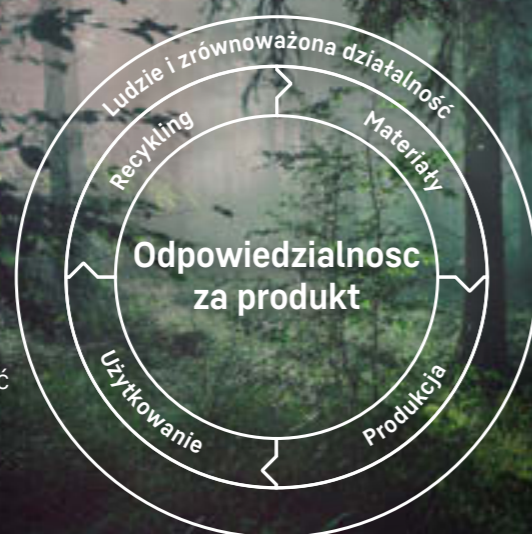 Ludzie i zrównoważona działalność
Recykling
Materiały
Odpowiedzialnosc
za produkt
Użytkowanie
Produkcja
Ć